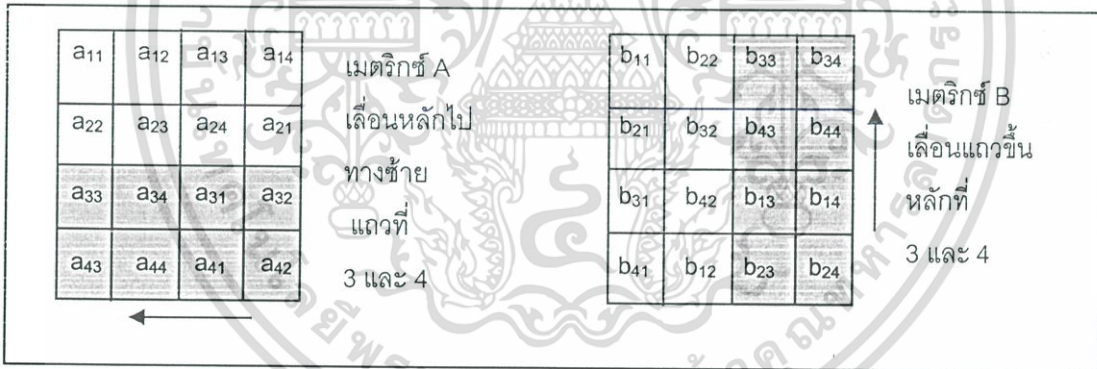 a11 a12 a13 a14
a22 a23 a24 a21
a33 a34 a31 a32
a43 a44 a41 a42
เมตริกซ์ A
เลื่อนหลักไป
ทางซ้าย
แถวที่
3 และ 4
b11 b22 b33 b34
b21 b32 b43 b44
b31 b42 b13 b14
b41 b12 b23 b24
เมตริกซ์ B
เลื่อนแถวขึ้น
หลักที่
3 และ 4